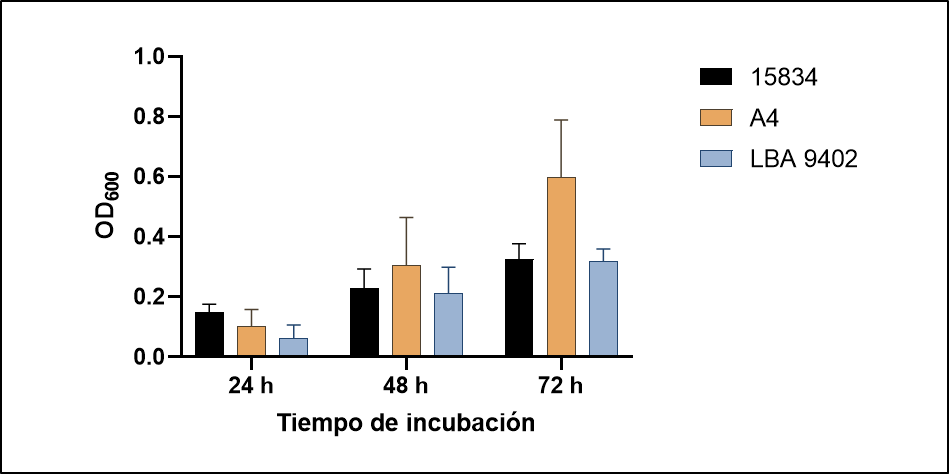 1.0
0.8
0.6
0.4
0.2
0.0
OD600
24 h
48 h
72 h
Tiempo de incubación
15834
A4
LBA 9402